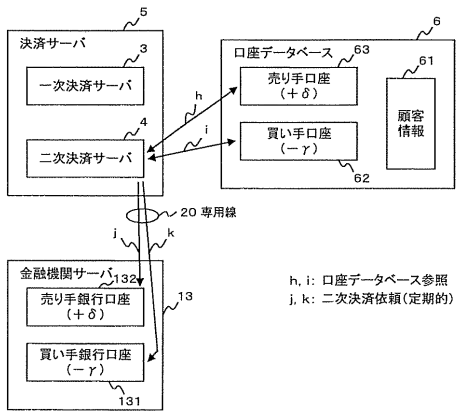 5
決済サーバ
3
一次決済サーバ
4
二次決済サーバ
6
口座データベース
63
売り手口座
(+δ)
買い手口座
(−γ)
62
61
顧客
情報
h
i
20 専用線
j
k
金融機関サーバ
132
売り手銀行口座
(+δ)
買い手銀行口座
(−γ)
131
13
h, i: 口座データベース参照
j, k: 二次決済依頼(定期的)